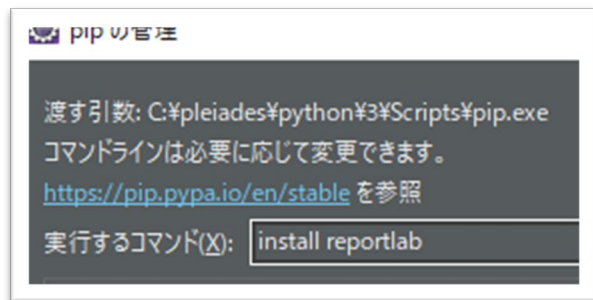 pip の管理
渡す引数: C:¥pleiades¥python¥3¥Scripts¥pip.exe
コマンドラインは必要に応じて変更できます。
https://pip.pypa.io/en/stable を参照
実行するコマンド(X): install reportlab